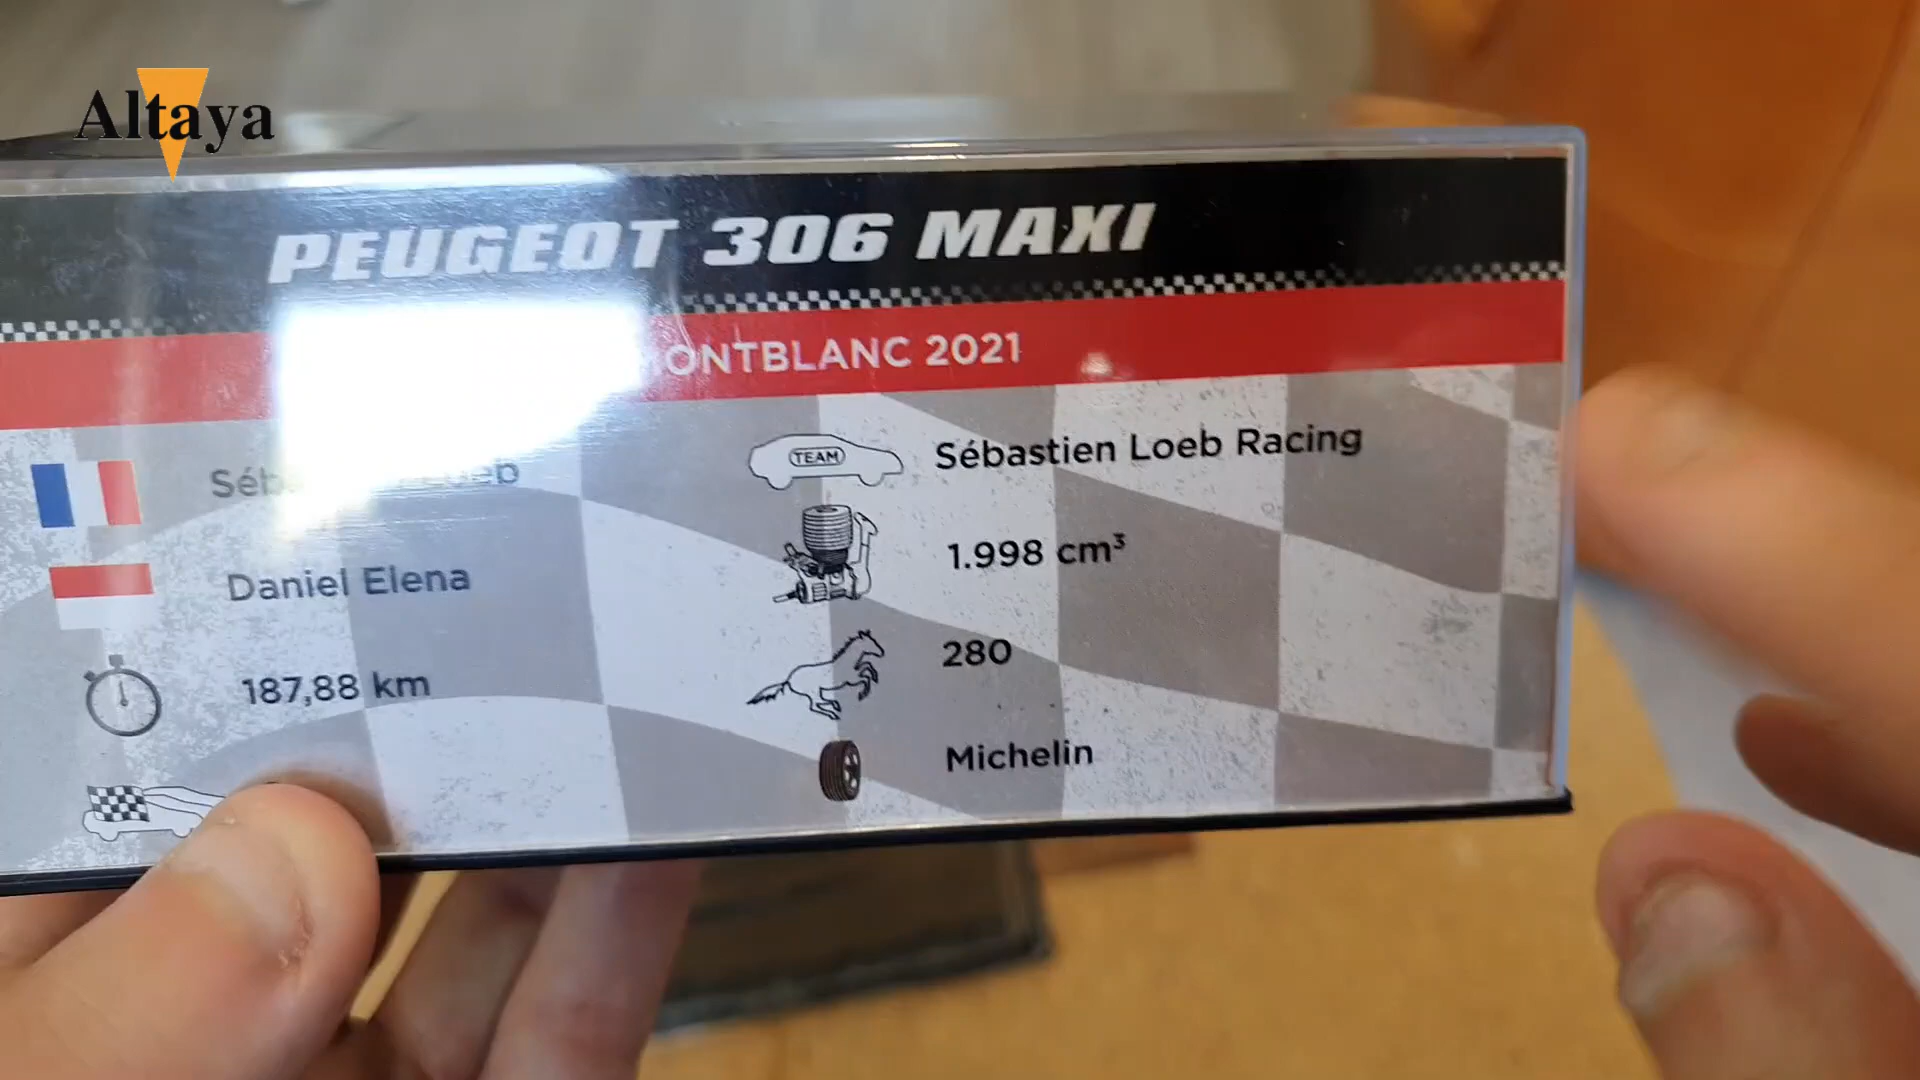 Altaya
PEUGEOT 306 MAXI
MONTBLANC 2021
TEAM
Sébastien Loeb Racing
1.998 cm³
Daniel Elena
280
187,88 km
Michelin